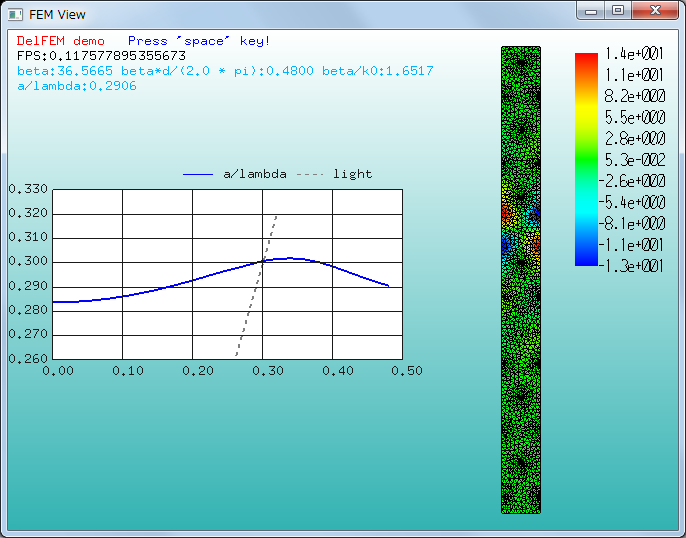 FEM View
DelFEM demo Press "space" key!
FPS:0.117577895355673
beta:36.5665 beta*d/(2.0 * pi):0.4800 beta/k0:1.6517
a/lambda:0.2906
a/lambda light
0.330
0.320
0.310
0.300
0.290
0.280
0.270
0.260
0.00 0.10 0.20 0.30 0.40 0.50
1.4e+001
1.1e+001
8.2e+000
5.5e+000
2.8e+000
5.3e-002
-2.6e+000
-5.4e+000
-8.1e+000
-1.1e+001
-1.3e+001